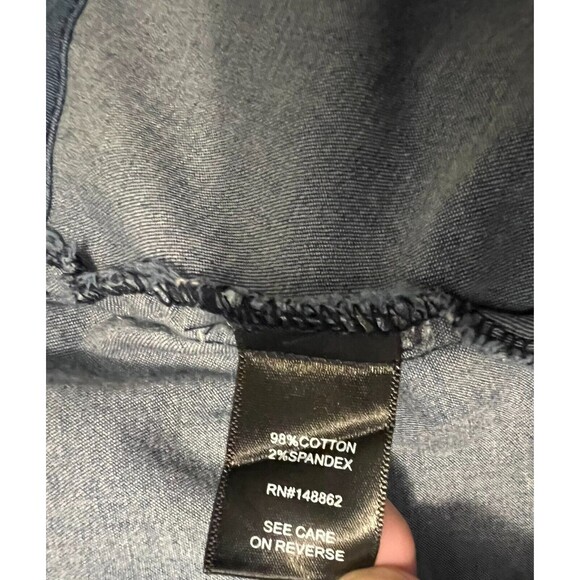 98%COTTON
2%SPANDEX
RN#148862
SEE CARE
ON REVERSE